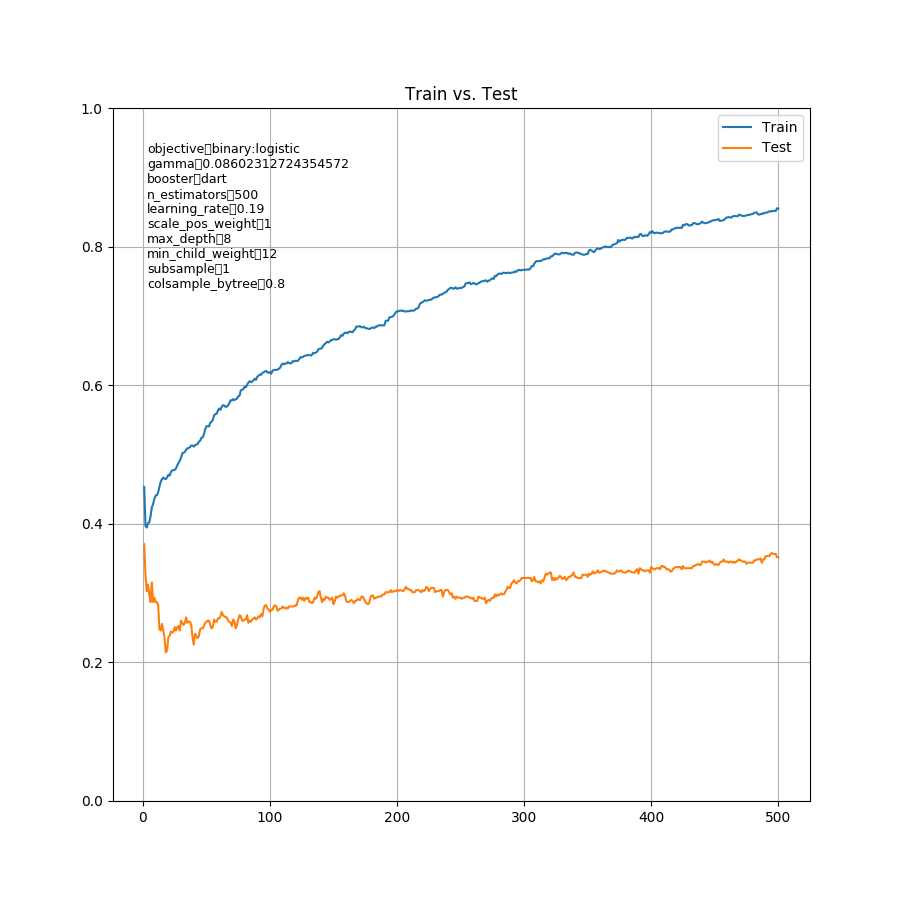 Train vs. Test
1.0
0.8
0.6
0.4
0.2
0.0
0 100 200 300 400 500
Train
Test
objective▯binary:logistic
gamma▯0.08602312724354572
booster▯dart
n_estimators▯500
learning_rate▯0.19
scale_pos_weight▯1
max_depth▯8
min_child_weight▯12
subsample▯1
colsample_bytree▯0.8